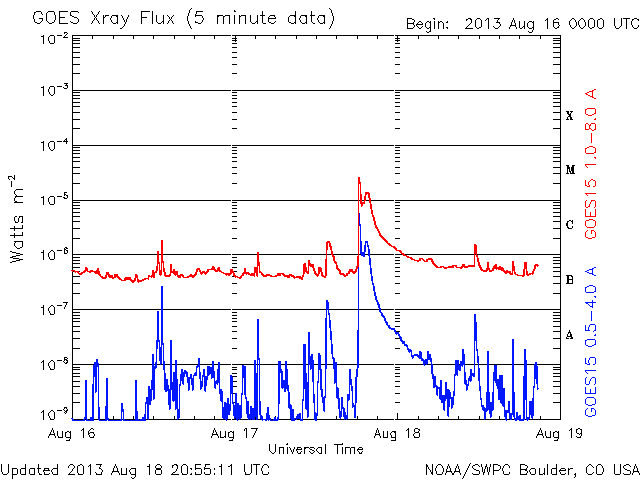 GOES Xray Flux (5 minute data)
Begin: 2013 Aug 16 0000 UTC
10⁻²
10⁻³
10⁻⁴
10⁻⁵
10⁻⁶
10⁻⁷
10⁻⁸
10⁻⁹
Watts m⁻²
X
M
C
B
A
GOES15 1.0–8.0 A
GOES15 0.5–4.0 A
Aug 16
Aug 17
Aug 18
Aug 19
Universal Time
Updated 2013 Aug 18 20:55:11 UTC
NOAA/SWPC Boulder, CO USA